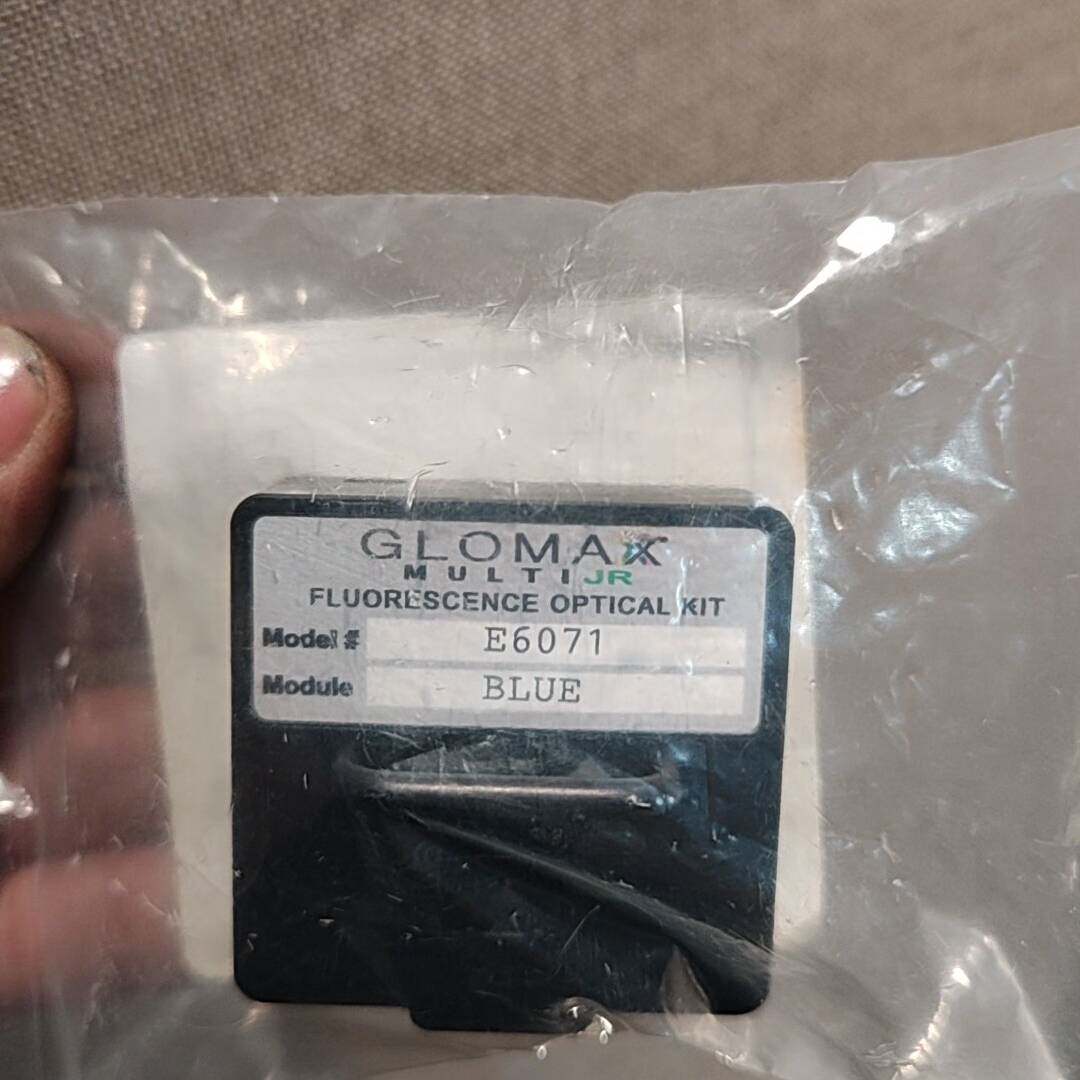 GLOMAX
MULTI JR
FLUORESCENCE OPTICAL KIT
Model # E6071
Module BLUE